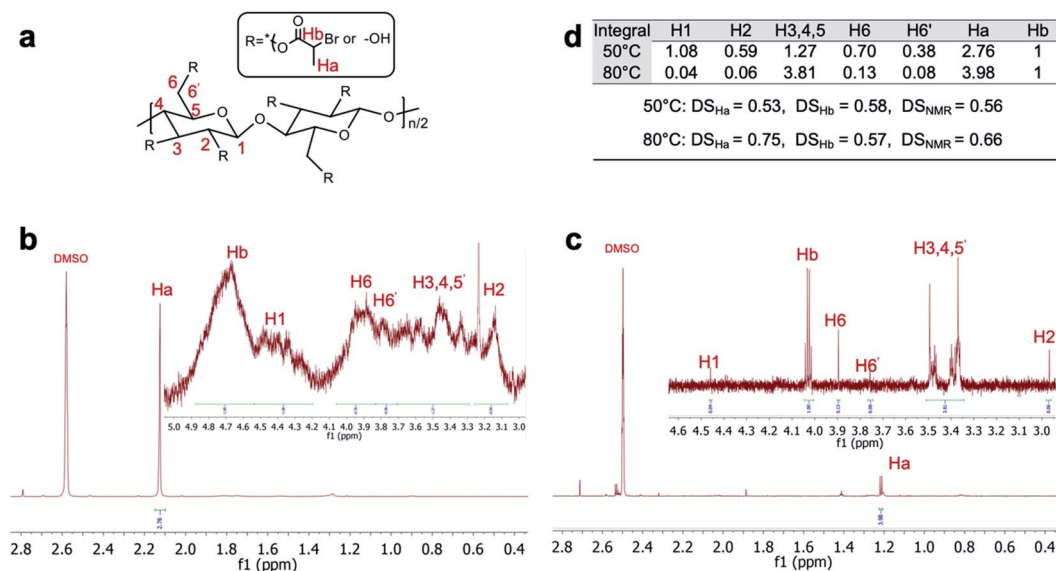 a
R=*
O
O
Hb
Br or -OH
Ha
R
6
6'
4
5
O
R
R
O
O
O
n/2
R
3
2
R
1
R
d
Integral H1 H2 H3,4,5 H6 H6' Ha Hb
50°C 1.08 0.59 1.27 0.70 0.38 2.76 1
80°C 0.04 0.06 3.81 0.13 0.08 3.98 1
50°C: DSHa = 0.53, DSHb = 0.58, DSNMR = 0.56
80°C: DSHa = 0.75, DSHb = 0.57, DSNMR = 0.66
b
DMSO
Ha
Hb
H1
H6
H6'
H3,4,5'
H2
5.0 4.9 4.8 4.7 4.6 4.5 4.4 4.3 4.2 4.1 4.0 3.9 3.8 3.7 3.6 3.5 3.4 3.3 3.2 3.1 3.0
f1 (ppm)
2.76
2.8 2.6 2.4 2.2 2.0 1.8 1.6 1.4 1.2 1.0 0.8 0.6 0.4
f1 (ppm)
c
DMSO
H1
Hb
H6
H6'
H3,4,5'
H2
0.04 1.00 0.13 3.81
4.6 4.5 4.4 4.3 4.2 4.1 4.0 3.9 3.8 3.7 3.6 3.5 3.4 3.3 3.2 3.1 3.0
f1 (ppm)
Ha
3.98
2.8 2.6 2.4 2.2 2.0 1.8 1.6 1.4 1.2 1.0 0.8 0.6 0.4
f1 (ppm)